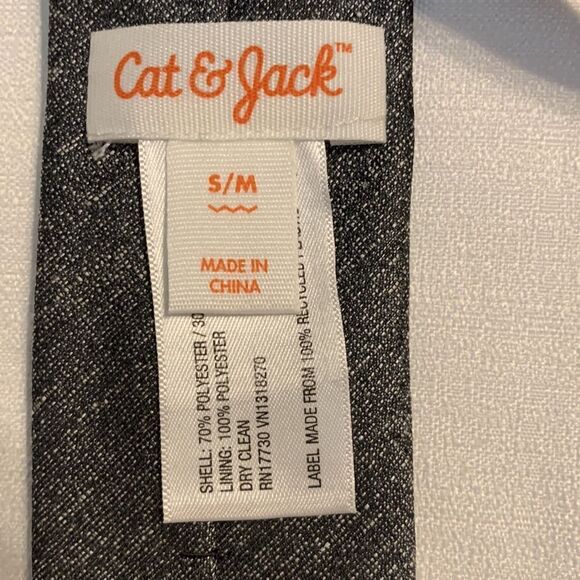 Cat & Jack™
S/M
MADE IN
CHINA
SHELL: 70% POLYESTER / 30
LINING: 100% POLYESTER
DRY CLEAN
RN17730 VN1318270
LABEL MADE FROM 100% RECYCLED